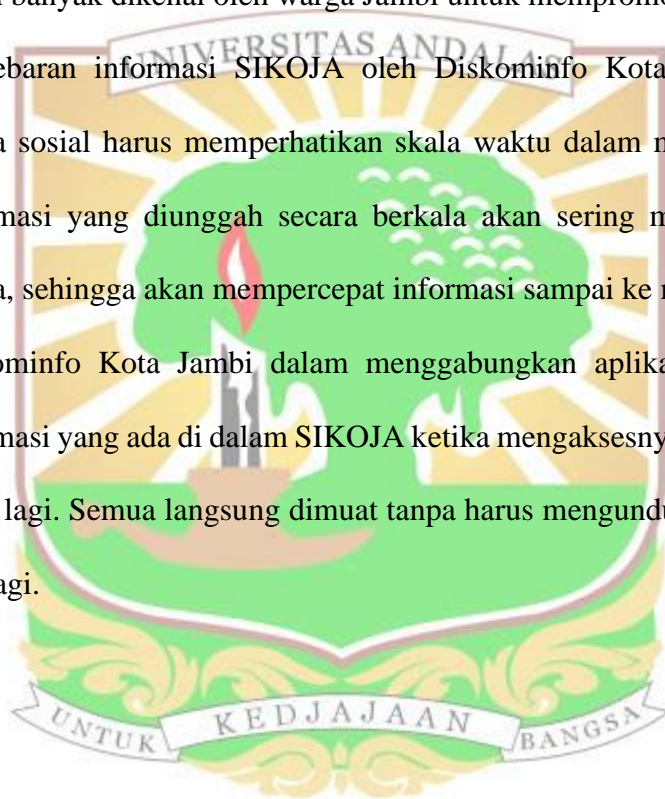 banyak dikenal oleh warga Jambi untuk mempromo
UNIVERSITAS ANDALAS
ebaran informasi SIKOJA oleh Diskominfo Kota
sosial harus memperhatikan skala waktu dalam
masi yang diunggah secara berkala akan sering
sehingga akan mempercepat informasi sampai ke
ominfo Kota Jambi dalam menggabungkan aplika
masi yang ada di dalam SIKOJA ketika mengaksesny
lagi. Semua langsung dimuat tanpa harus mengundu
agi.
UNTUK KEDJAJAAN BANGSA